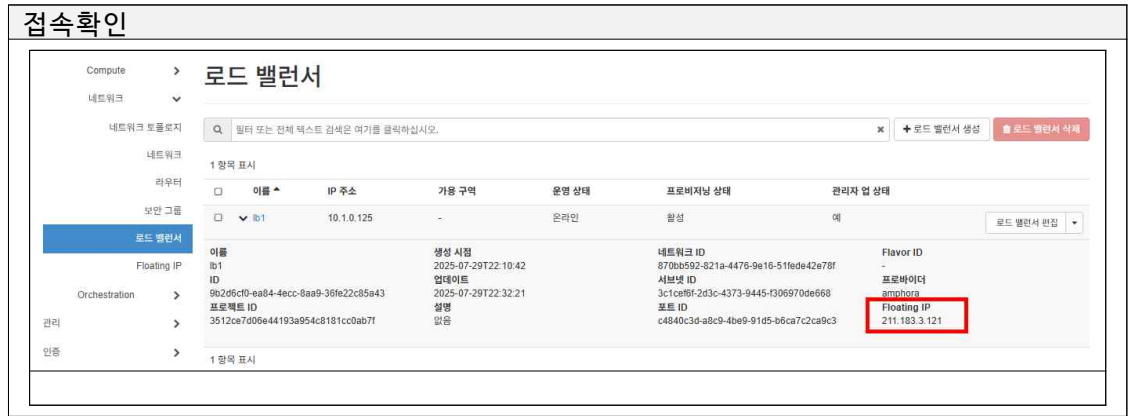 접속확인
Compute
네트워크
네트워크 토폴로지
네트워크
라우터
보안 그룹
로드 밸런서
Floating IP
Orchestration
관리
인증
로드 밸런서
필터 또는 전체 텍스트 검색은 여기를 클릭하십시오.
+ 로드 밸런서 생성
로드 밸런서 삭제
1 항목 표시
이름 IP 주소 가용 구역 운영 상태 프로비저닝 상태 관리자 업 상태
lb1 10.1.0.125 - 온라인 활성 예 로드 밸런서 편집
이름 생성 시점 네트워크 ID Flavor ID
lb1 2025-07-29T22:10:42 870bb592-821a-4476-9e16-51fede42e78f -
ID 업데이트 서브넷 ID 프로바이더
9b2d6cf0-ea84-4ecc-8aa9-36fe22c85a43 2025-07-29T22:32:21 3c1cef6f-2d3c-4373-9445-f306970de668 amphora
프로젝트 ID 설명 포트 ID Floating IP
3512ce7d06e44193a954c8181cc0ab7f 없음 c4840c3d-a8c9-4be9-91d5-b6ca7c2ca9c3 211.183.3.121
1 항목 표시